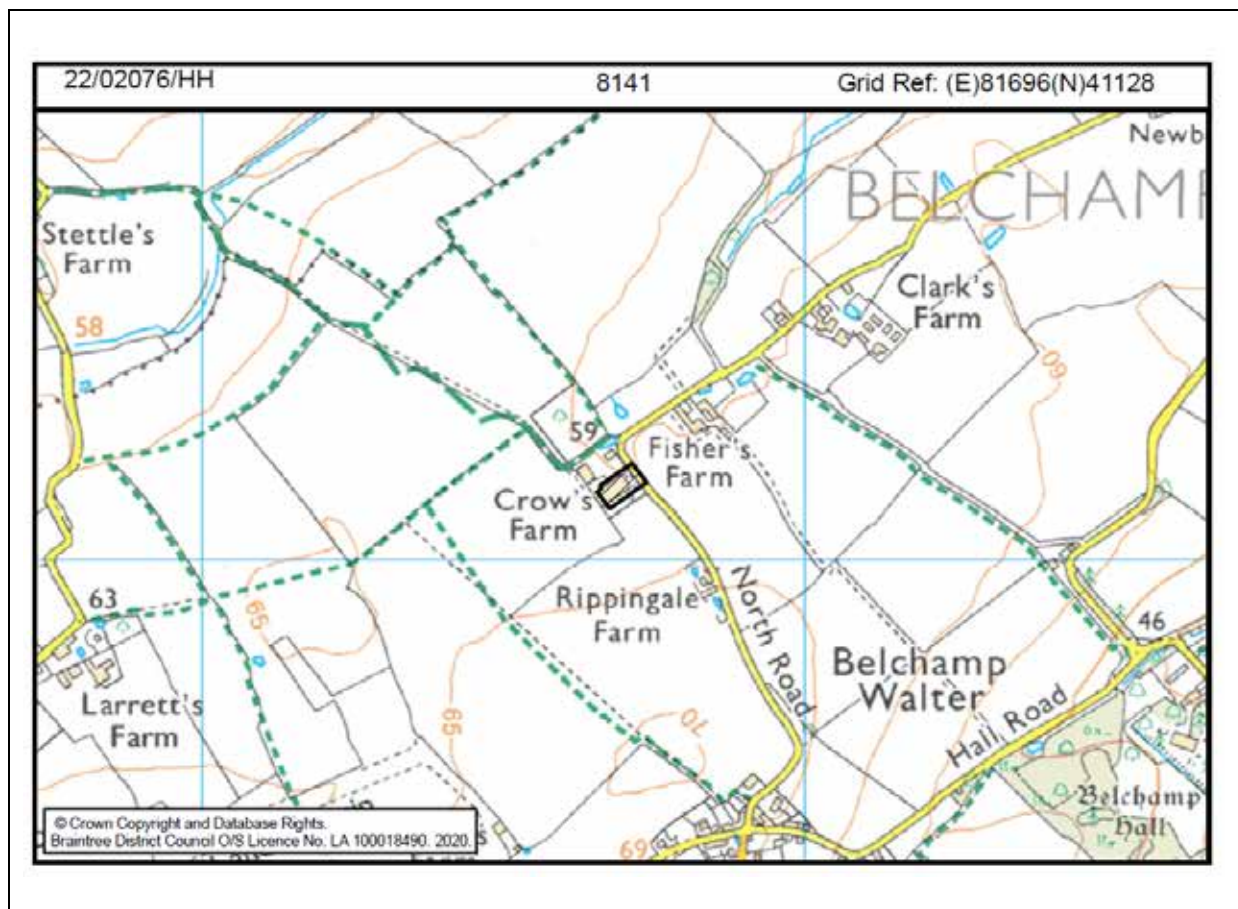 22/02076/HH 8141 Grid Ref: (E)81696(N)41128
Newb
BELCHAMP
Stettle's
Farm
Clark's
Farm
58
60
59
Fisher's
Farm
Crow's
Farm
North Road
Rippingale
Farm
63
65
46
Belchamp
Walter
Larrett's
Farm
65
70
Hall Road
Belchamp
Hall
69
© Crown Copyright and Database Rights.
Braintree District Council O/S Licence No. LA 100018490. 2020.